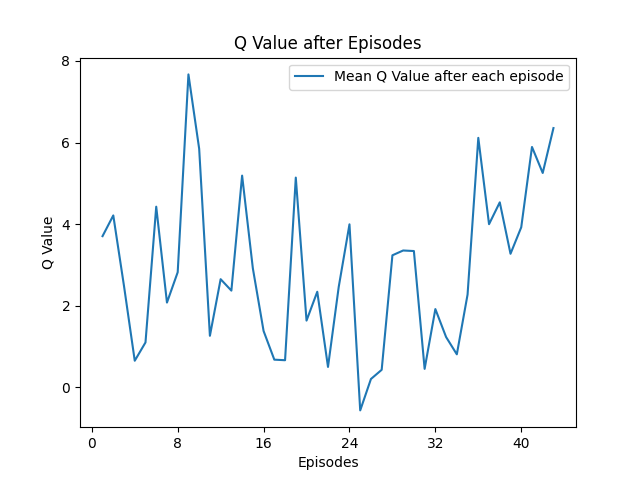 Q Value after Episodes
Mean Q Value after each episode
8
6
4
2
0
Q Value
0 8 16 24 32 40
Episodes